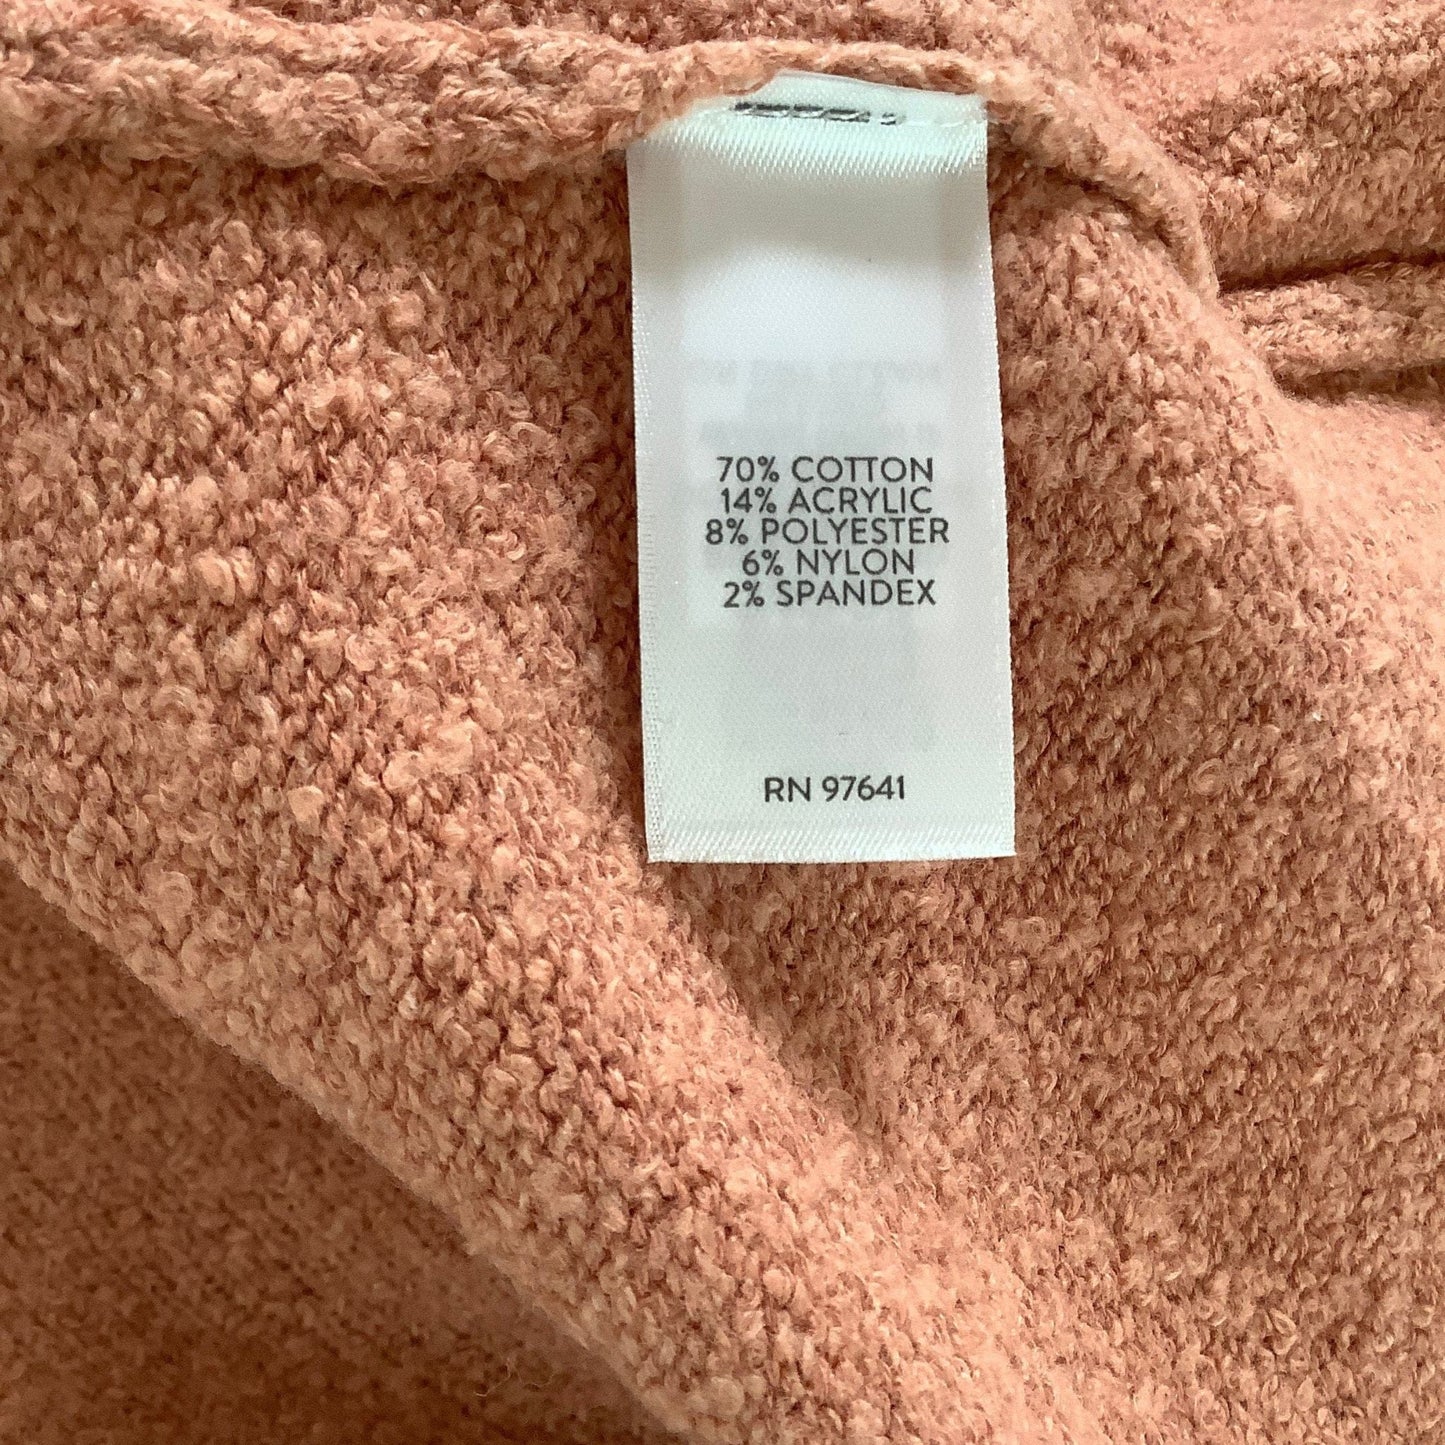 70% COTTON
14% ACRYLIC
8% POLYESTER
6% NYLON
2% SPANDEX
RN 97641